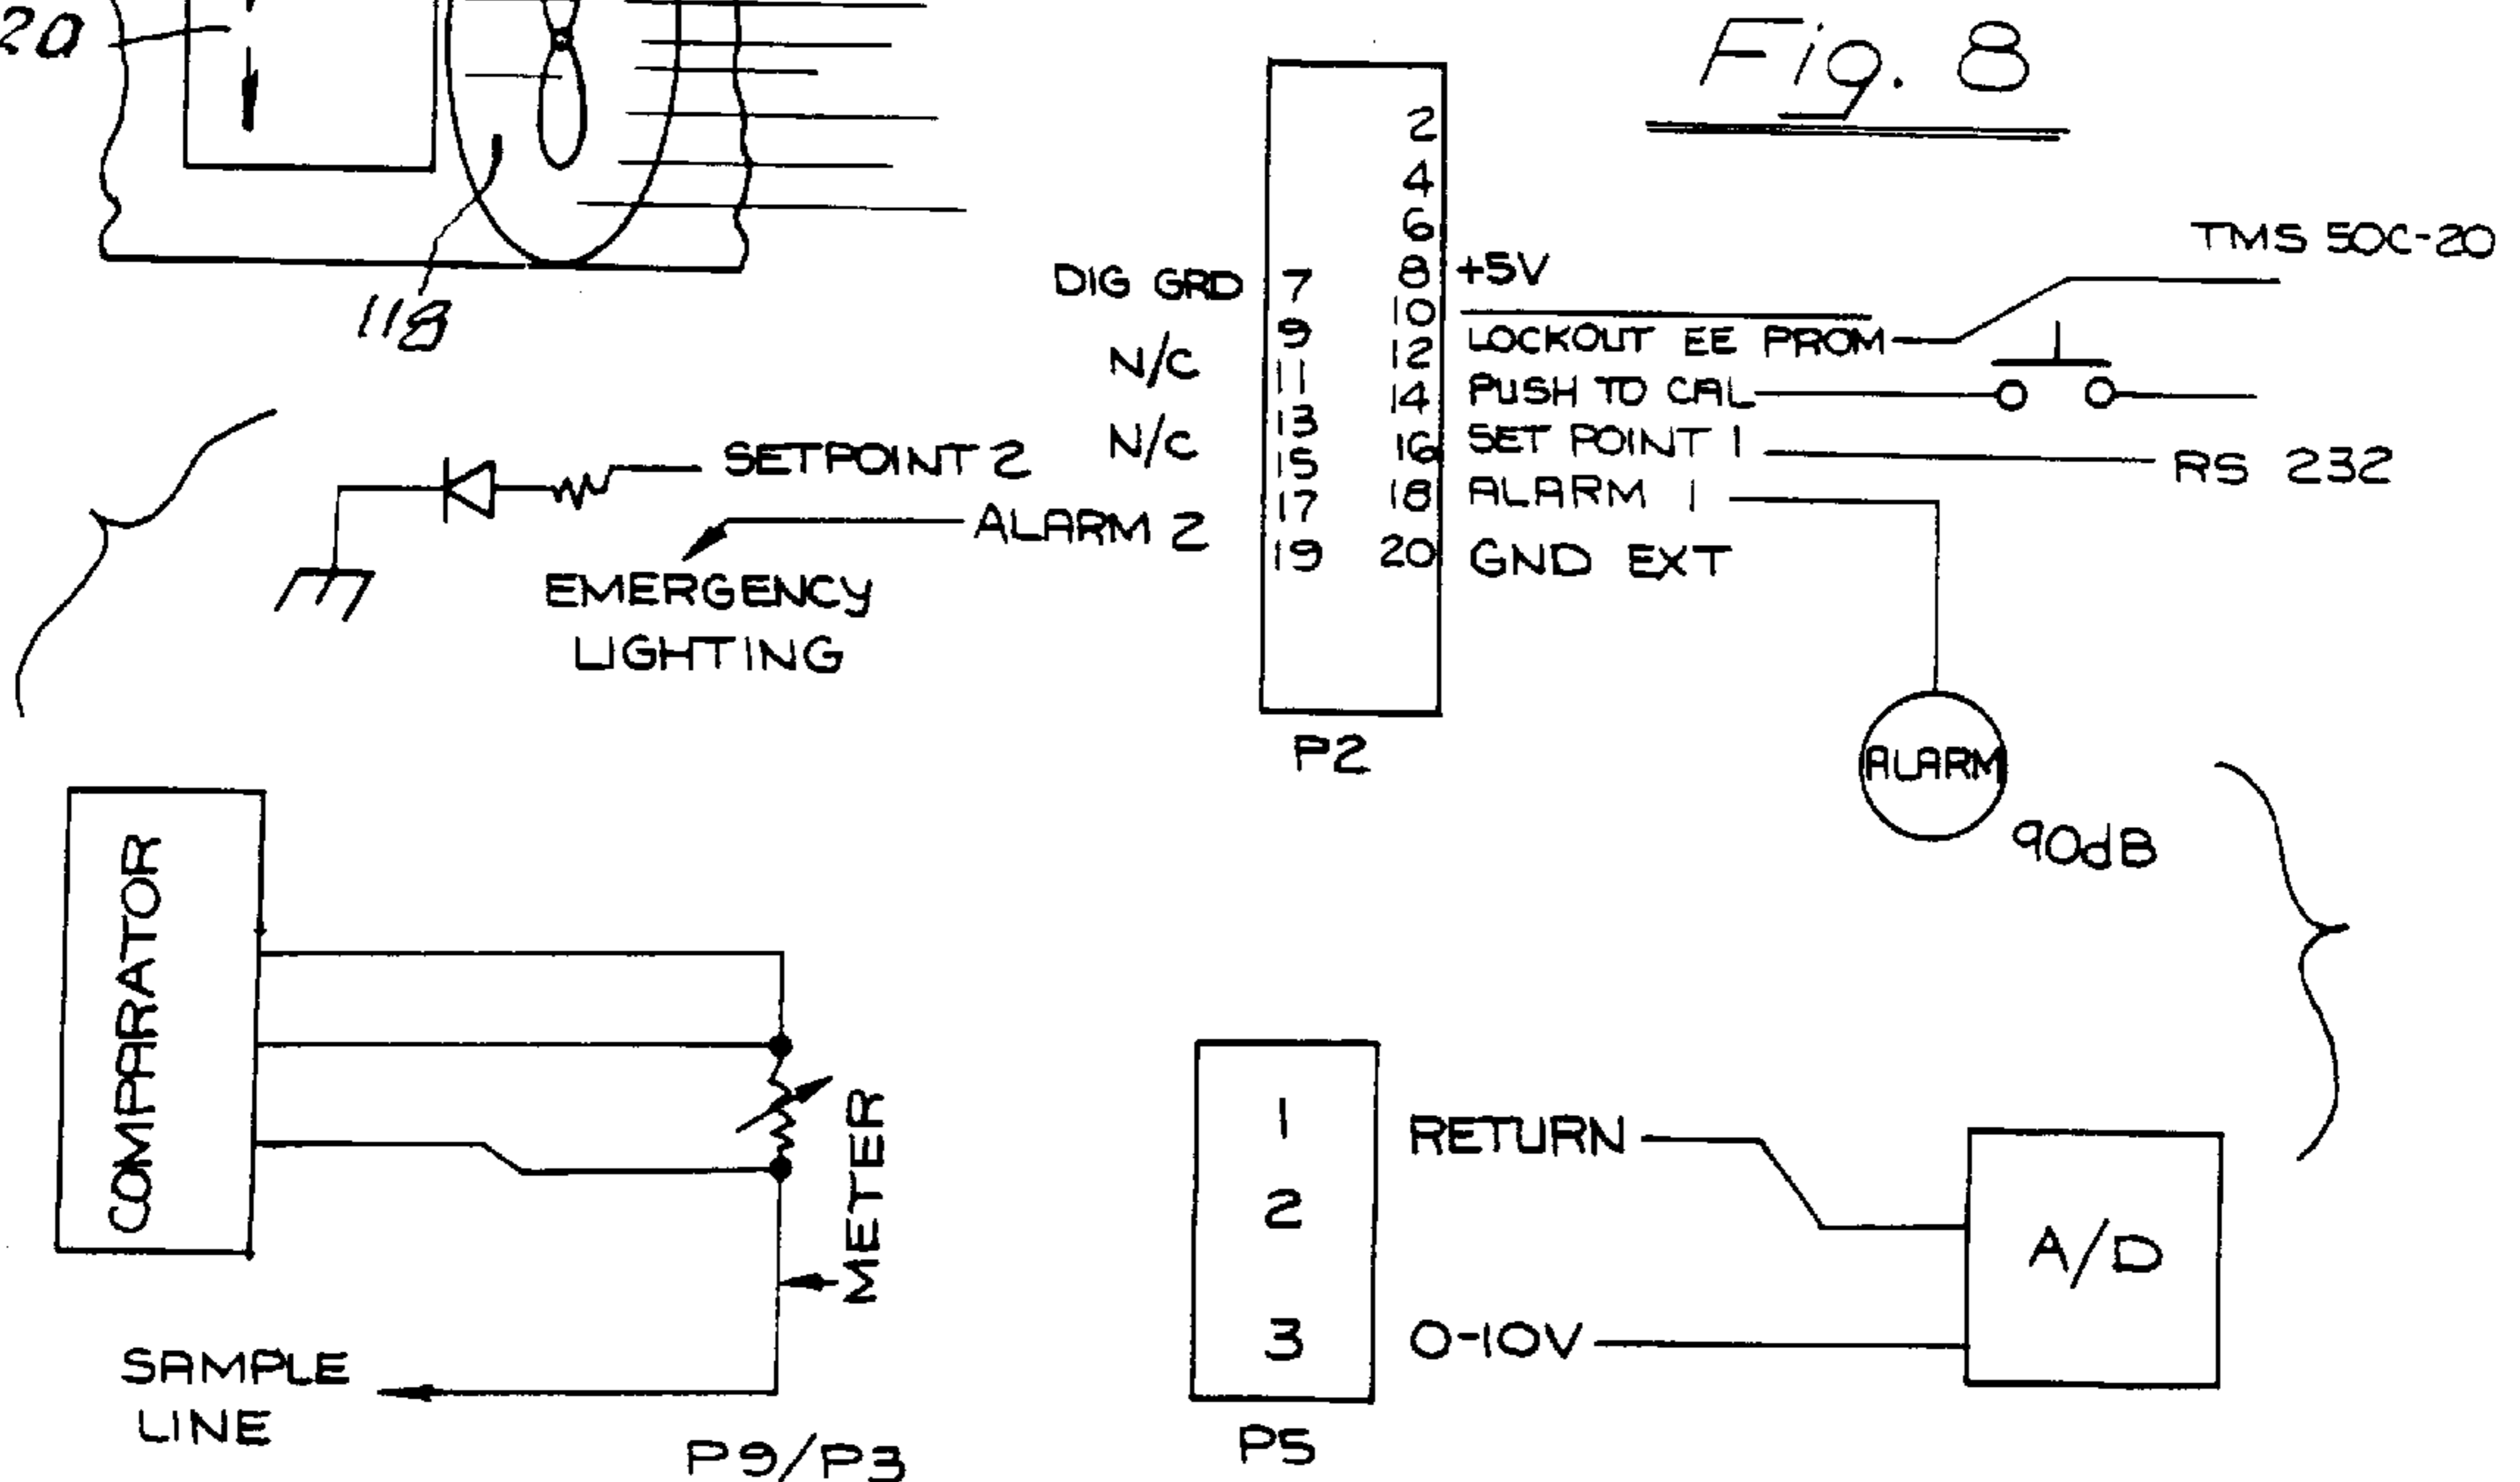 20
118
Fig. 8
2
4
6
DIG GRD 7 8 +5V
10
TMS 50C-20
9
N/C
12 LOCKOUT EE PROM
11
14 PUSH TO CAL
13
N/C
16 SET POINT 1
RS 232
15
SETPOINT 2
17
18 ALARM 1
ALARM 2
19 20 GND EXT
EMERGENCY
LIGHTING
P2
ALARM
90dB
COMPARATOR
METER
SAMPLE
LINE
P9/P3
1 RETURN
2
A/D
3 0-10V
P5